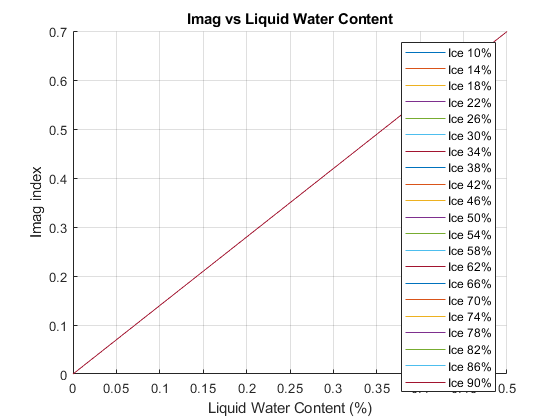 Imag vs Liquid Water Content
0.7
0.6
0.5
0.4
0.3
0.2
0.1
0
Imag index
0
0.05
0.1
0.15
0.2
0.25
0.3
0.35
0.5
Liquid Water Content (%)
Ice 10%
Ice 14%
Ice 18%
Ice 22%
Ice 26%
Ice 30%
Ice 34%
Ice 38%
Ice 42%
Ice 46%
Ice 50%
Ice 54%
Ice 58%
Ice 62%
Ice 66%
Ice 70%
Ice 74%
Ice 78%
Ice 82%
Ice 86%
Ice 90%